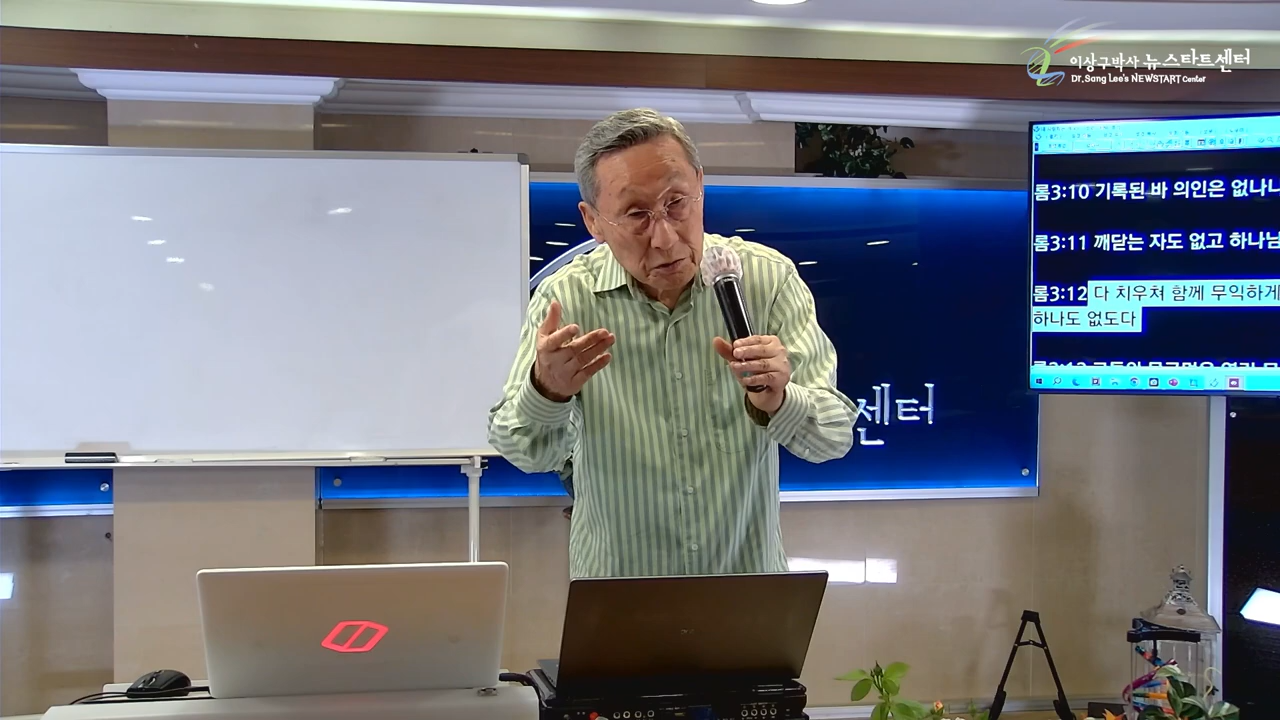 이상구박사 뉴스타트센터
Dr. Sang Lee's NEWSTART Center
롬3:10 기록된 바 의인은 없나니
롬3:11 깨닫는 자도 없고 하나님
롬3:12 다 치우쳐 함께 무익하게
하나도 없도다
센터